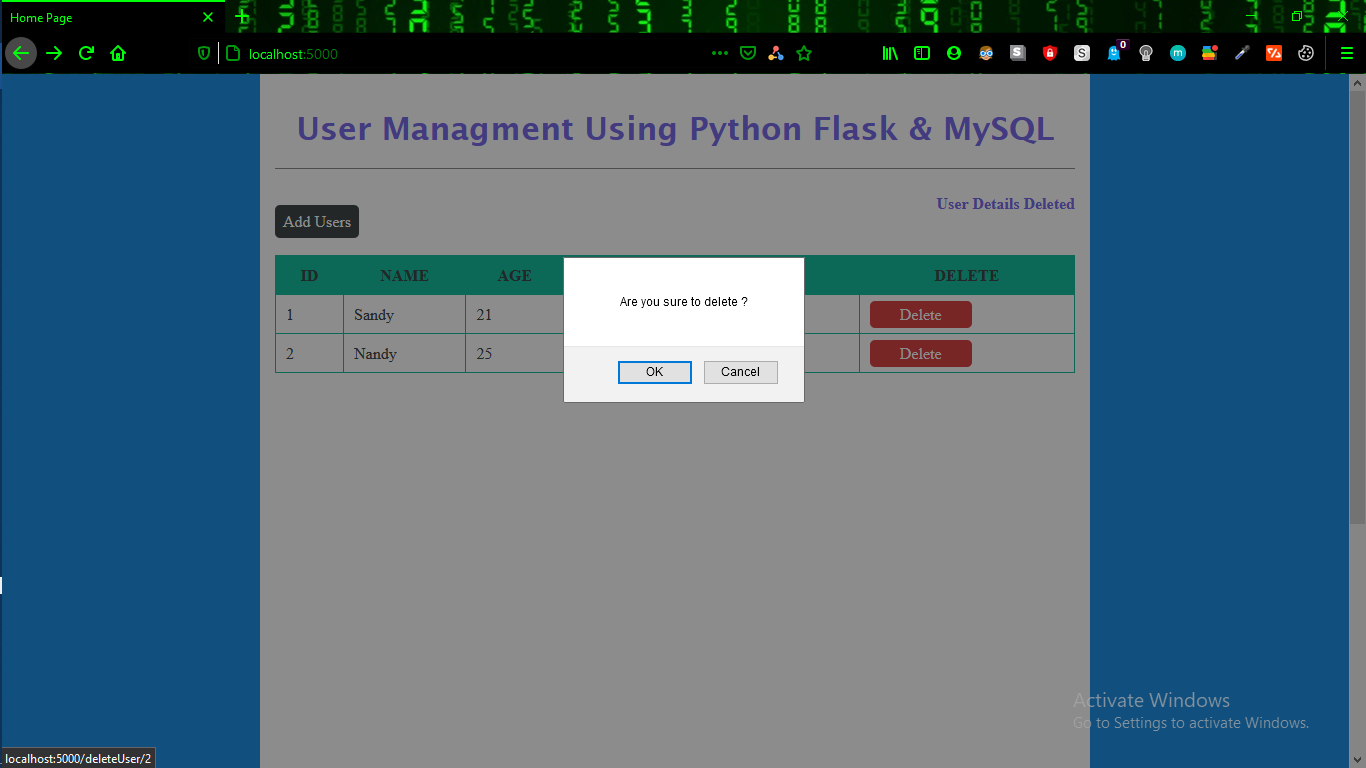 Home Page
localhost:5000
0
User Managment Using Python Flask & MySQL
User Details Deleted
Add Users
ID NAME AGE DELETE
1 Sandy 21 Delete
2 Nandy 25 Delete
Are you sure to delete ?
OK Cancel
Activate Windows
Go to Settings to activate Windows.
localhost:5000/deleteUser/2